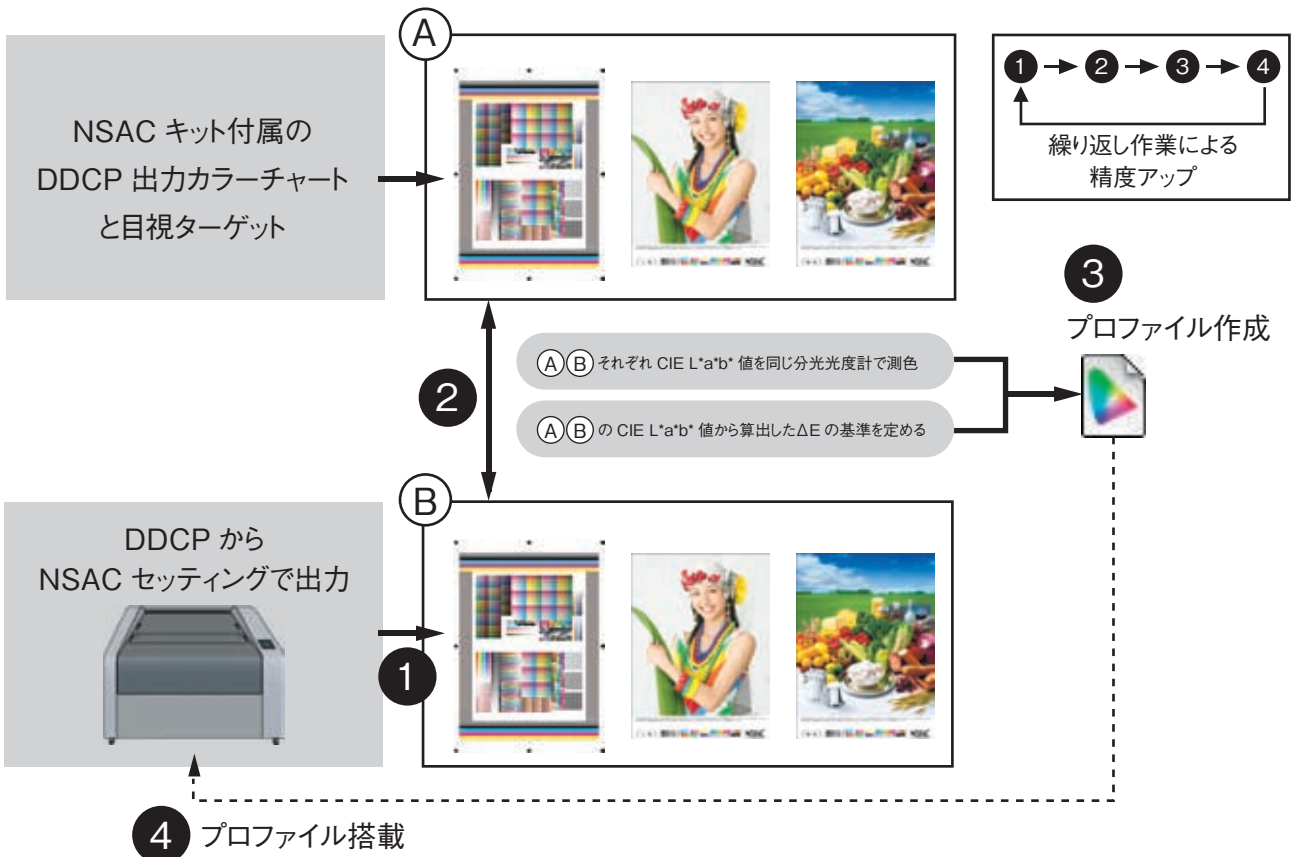 NSAC キット付属の
DDCP 出力カラーチャート
と目視ターゲット
A
1 2 3 4
繰り返し作業による
精度アップ
3
プロファイル作成
2
A B それぞれ CIE L*a*b* 値を同じ分光光度計で測色
A B の CIE L*a*b* 値から算出したΔE の基準を定める
B
DDCP から
NSAC セッティングで出力
1
4 プロファイル搭載